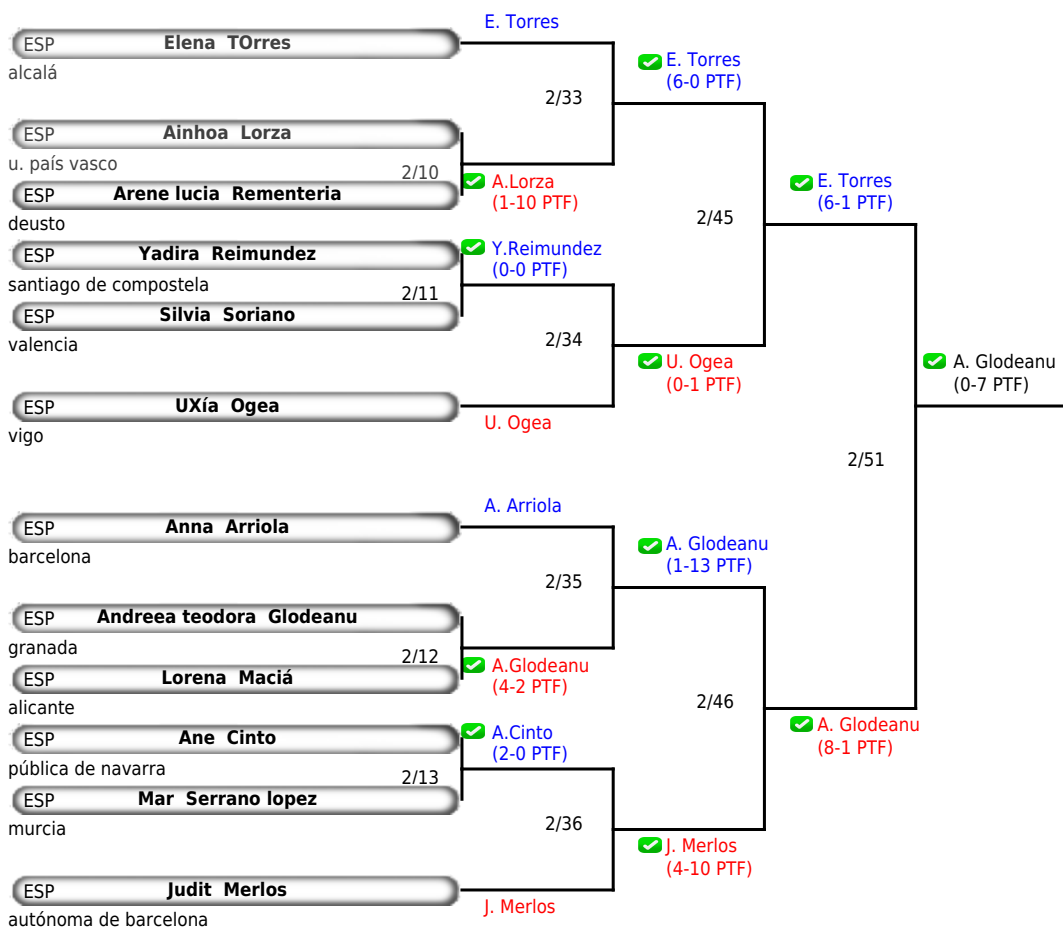 E. Torres
ESP Elena TOrres
alcalá
E. Torres
(6-0 PTF)
2/33
ESP Ainhoa Lorza
u. país vasco
2/10
ESP Arene lucia Rementeria
deusto
A.Lorza
(1-10 PTF)
E. Torres
(6-1 PTF)
2/45
ESP Yadira Reimundez
santiago de compostela
Y.Reimundez
(0-0 PTF)
2/11
ESP Silvia Soriano
valencia
2/34
U. Ogea
(0-1 PTF)
A. Glodeanu
(0-7 PTF)
ESP UXía Ogea
vigo
U. Ogea
2/51
A. Arriola
ESP Anna Arriola
barcelona
A. Glodeanu
(1-13 PTF)
2/35
ESP Andreea teodora Glodeanu
granada
2/12
ESP Lorena Maciá
alicante
A.Glodeanu
(4-2 PTF)
2/46
A. Glodeanu
(8-1 PTF)
ESP Ane Cinto
pública de navarra
A.Cinto
(2-0 PTF)
2/13
ESP Mar Serrano lopez
murcia
2/36
J. Merlos
(4-10 PTF)
ESP Judit Merlos
autónoma de barcelona
J. Merlos